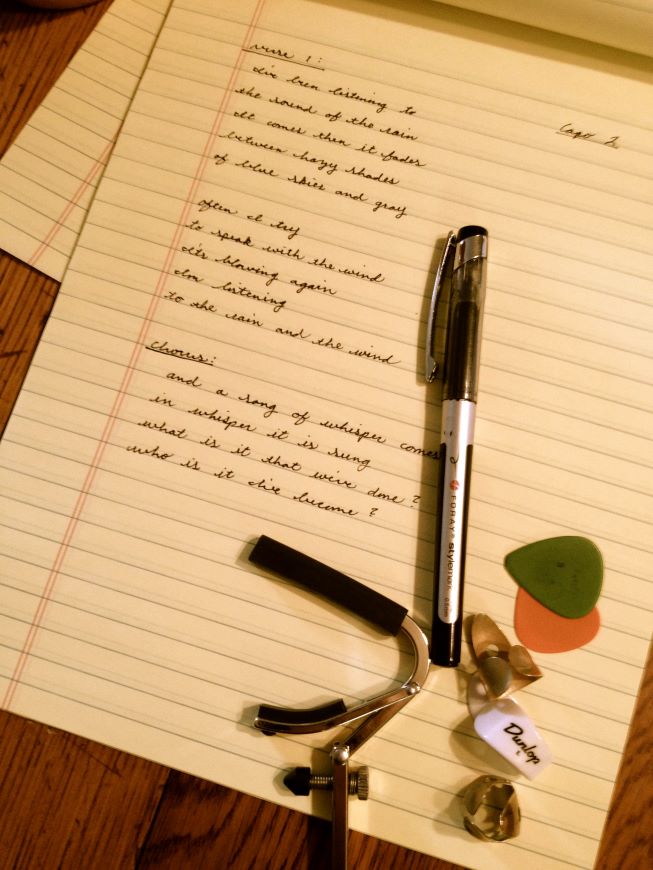 verse 1:
Capo 2
I've been listening to
the sound of the rain
It comes then it fades
between hazy shades
of blue skies and gray
often I try
to speak with the wind
it's blowing again
I'm listening
to the rain and the wind
chorus:
and a song of whisper comes
in whisper it is sung
what is it that we've done?
who is it I've become?
FORAY stylemark
Dunlop